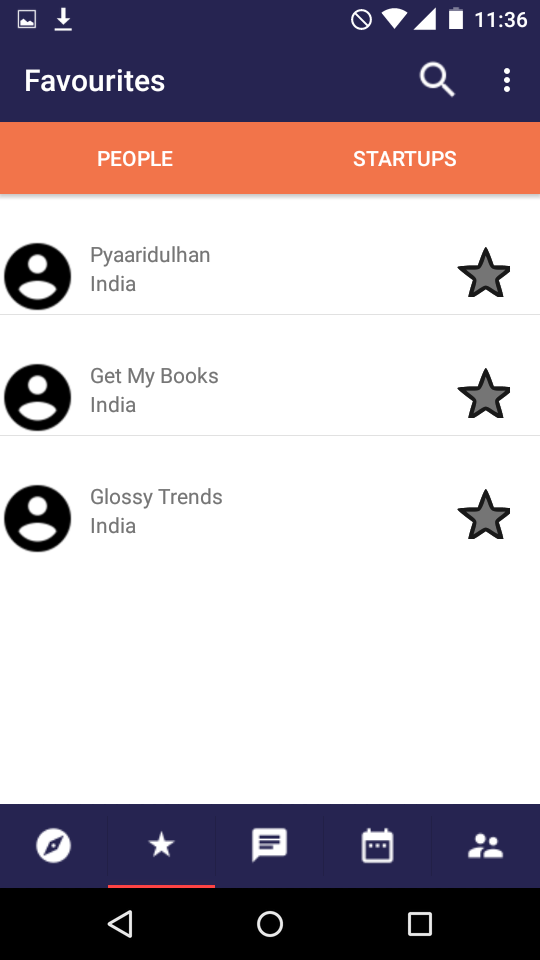 11:36
Favourites
PEOPLE STARTUPS
Pyaaridulhan
India
Get My Books
India
Glossy Trends
India